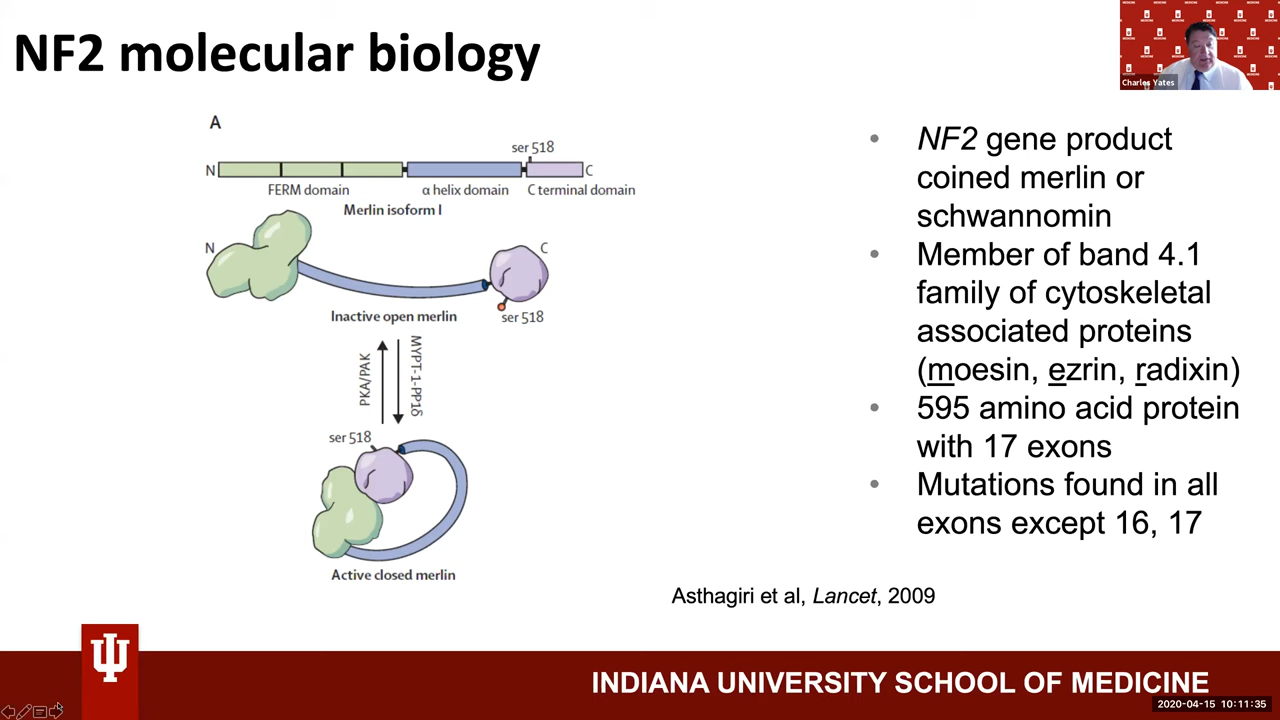 NF2 molecular biology
Charles Yates
A
ser 518
N
C
FERM domain
α helix domain
C terminal domain
Merlin isoform I
N
C
Inactive open merlin
ser 518
PKA/PAK
MYPT-1-PP1δ
ser 518
Active closed merlin
• NF2 gene product
coined merlin or
schwannomin
• Member of band 4.1
family of cytoskeletal
associated proteins
(moesin, ezrin, radixin)
• 595 amino acid protein
with 17 exons
• Mutations found in all
exons except 16, 17
Asthagiri et al, Lancet, 2009
INDIANA UNIVERSITY SCHOOL OF MEDICINE
2020-04-15 10:11:35